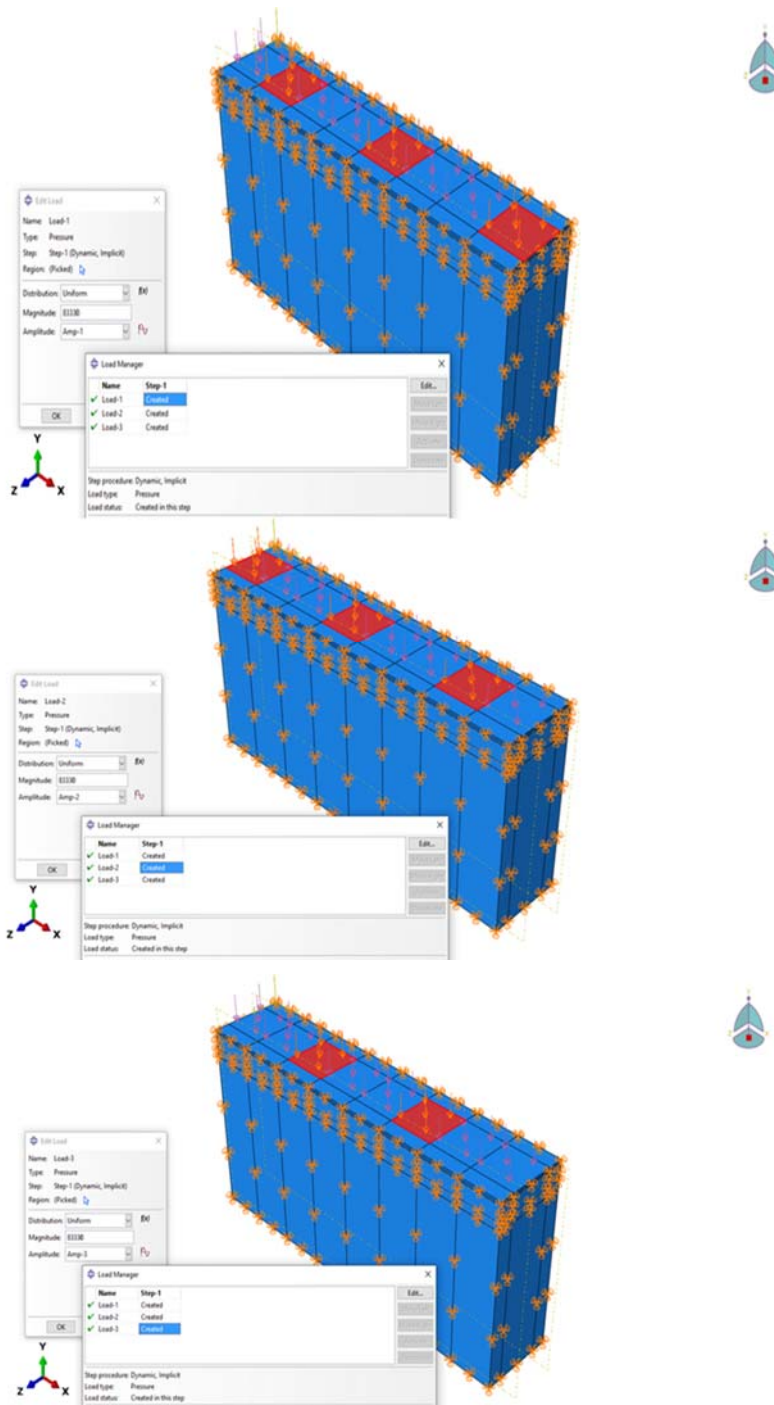 Edit Load
Name: Load-1
Type: Pressure
Step: Step-1 (Dynamic, Implicit)
Region: (Picked)
Distribution: Uniform f(x)
Magnitude: 83330
Amplitude: Amp-1
OK
Load Manager
Name Step-1
Load-1 Created
Load-2 Created
Load-3 Created
Edit...
Step procedure: Dynamic, Implicit
Load type: Pressure
Load status: Created in this step
Y
Z X
Edit Load
Name: Load-2
Type: Pressure
Step: Step-1 (Dynamic, Implicit)
Region: (Picked)
Distribution: Uniform f(x)
Magnitude: 83330
Amplitude: Amp-2
OK
Load Manager
Name Step-1
Load-1 Created
Load-2 Created
Load-3 Created
Edit...
Step procedure: Dynamic, Implicit
Load type: Pressure
Load status: Created in this step
Y
Z X
Edit Load
Name: Load-3
Type: Pressure
Step: Step-1 (Dynamic, Implicit)
Region: (Picked)
Distribution: Uniform f(x)
Magnitude: 83330
Amplitude: Amp-3
OK
Load Manager
Name Step-1
Load-1 Created
Load-2 Created
Load-3 Created
Edit...
Step procedure: Dynamic, Implicit
Load type: Pressure
Load status: Created in this step
Y
Z X